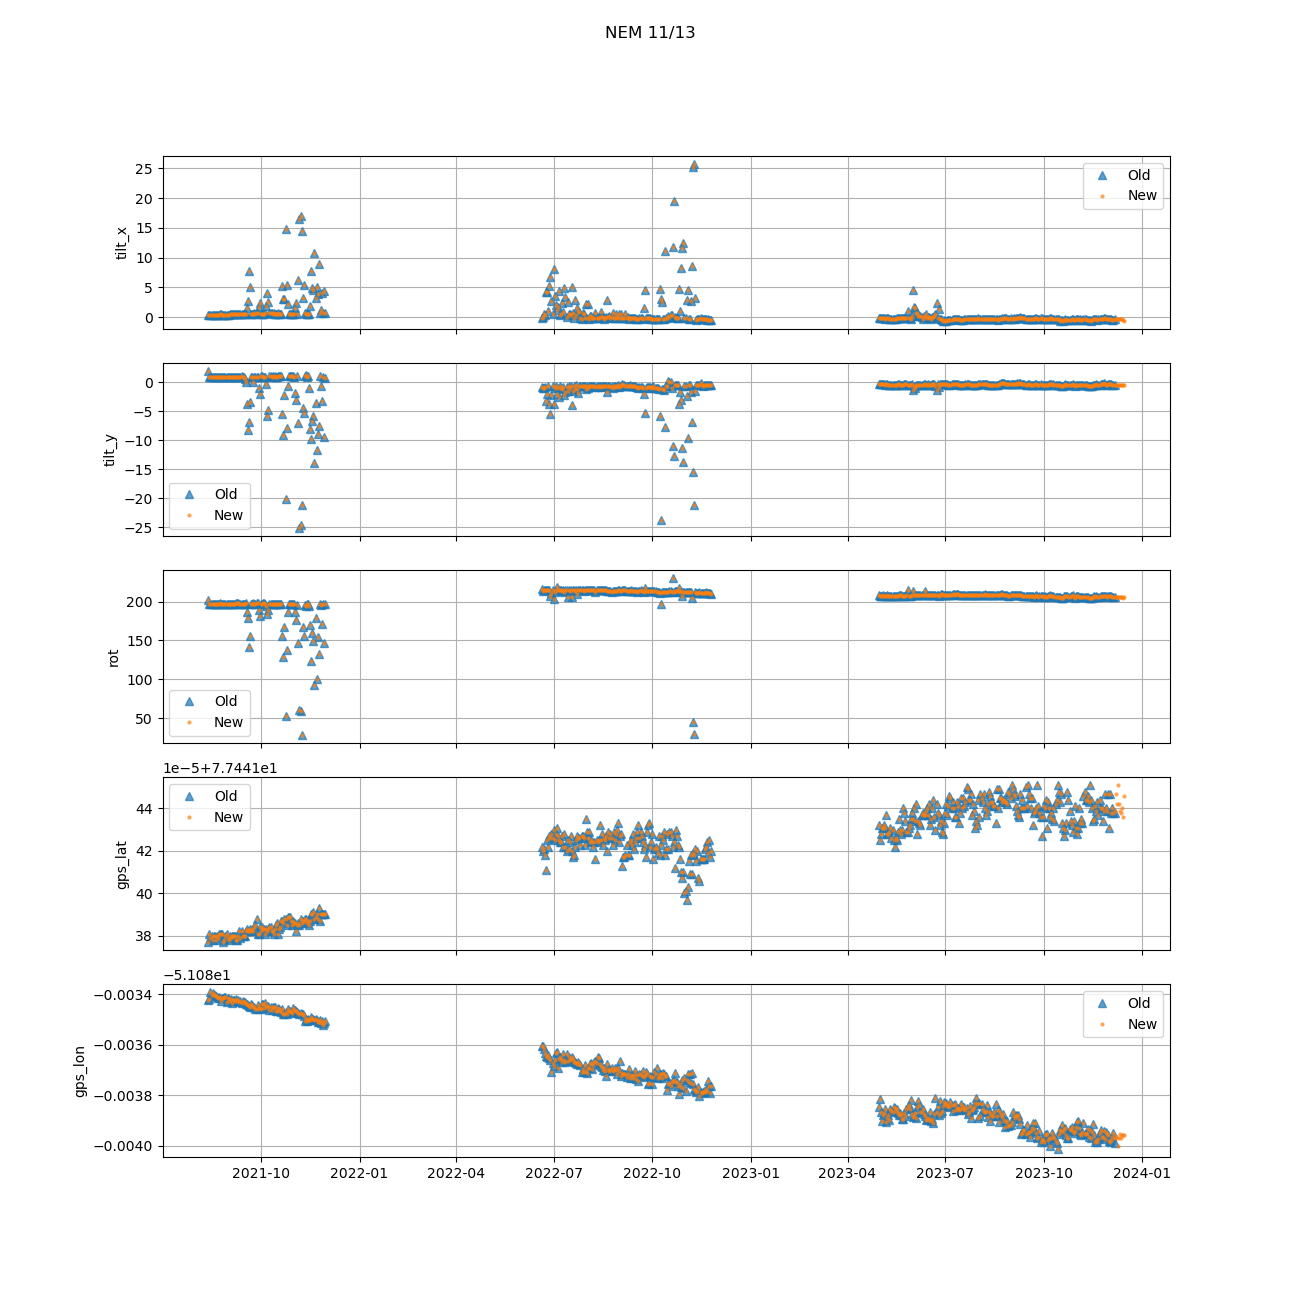 NEM 11/13
25
20
15
10
5
0
tilt_x
Old
New
0
−5
−10
−15
−20
−25
tilt_y
Old
New
200
150
100
50
rot
Old
New
1e−5+7.7441e1
44
42
40
38
gps_lat
Old
New
−5.108e1
−0.0034
−0.0036
−0.0038
−0.0040
gps_lon
Old
New
2021-10 2022-01 2022-04 2022-07 2022-10 2023-01 2023-04 2023-07 2023-10 2024-01